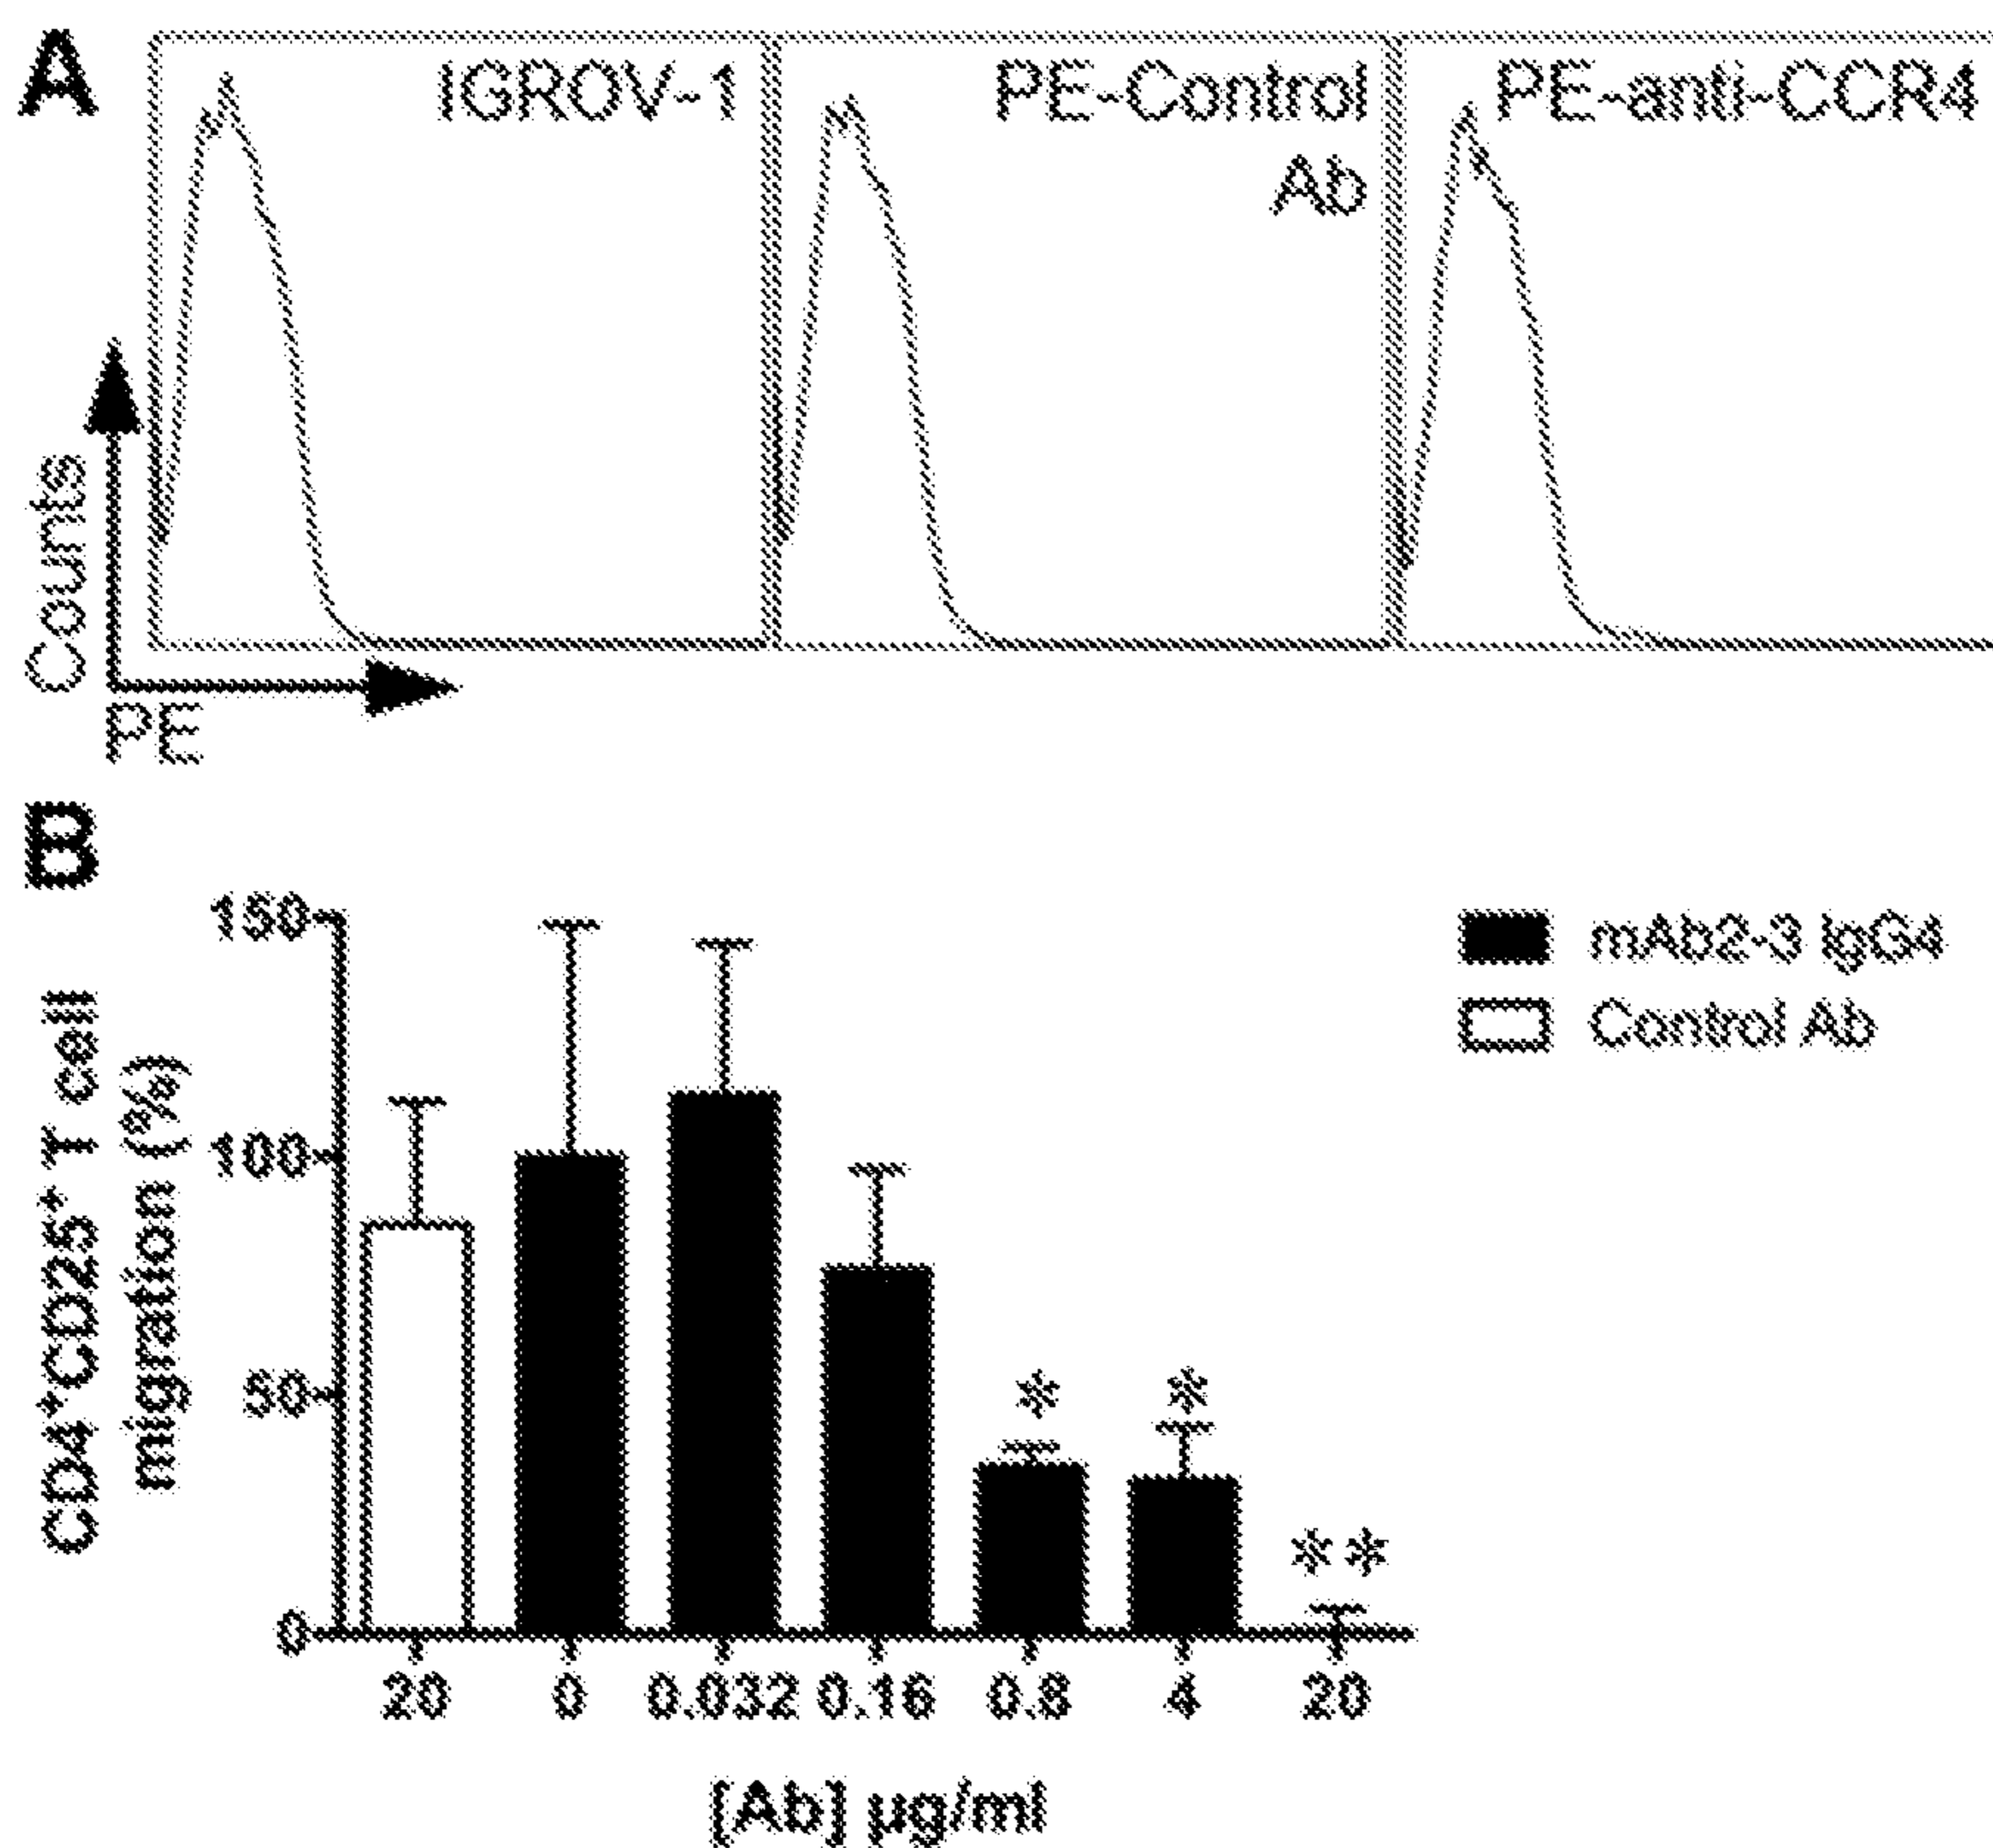 A
IGROV-1
PE-Control
Ab
PE-anti-CCR4
Counts
PE
B
CD4+CD25+ T cell
migration (%)
150
100
50
0
mAb2-3 IgG4
Control Ab
*
*
**
20 0 0.032 0.16 0.8 4 20
[Ab] µg/ml